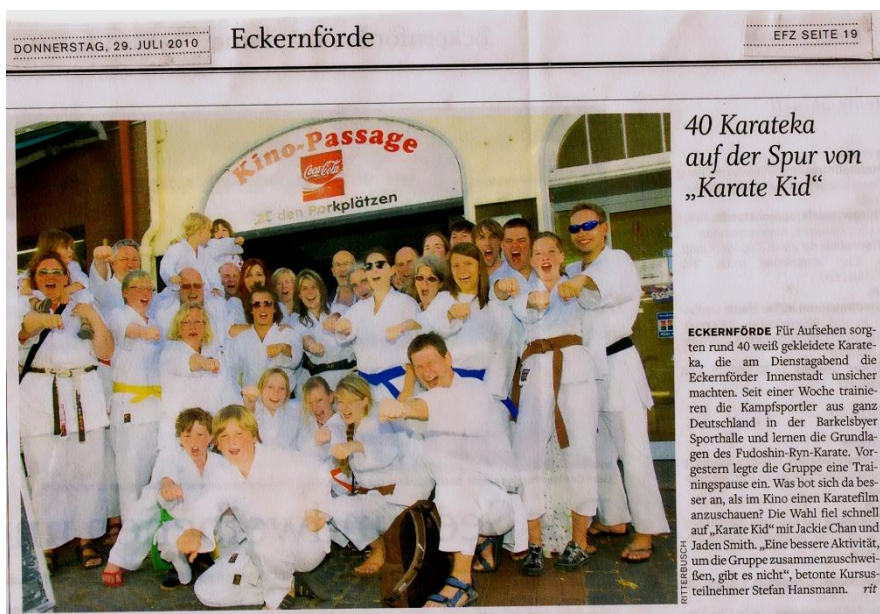 DONNERSTAG, 29. JULI 2010
Eckernförde
EFZ SEITE 19
Kino-Passage
Coca-Cola
zu den Parkplätzen
40 Karateka
auf der Spur von
„Karate Kid“
ECKERNFÖRDE Für Aufsehen sorg-
ten rund 40 weiß gekleidete Karate-
ka, die am Dienstagabend die
Eckernförder Innenstadt unsicher
machten. Seit einer Woche trainie-
ren die Kampfsportler aus ganz
Deutschland in der Barkelsbyer
Sporthalle und lernen die Grundla-
gen des Fudoshin-Ryn-Karate. Vor-
gestern legte die Gruppe eine Trai-
ningspause ein. Was bot sich da bes-
ser an, als im Kino einen Karatefilm
anzuschauen? Die Wahl fiel schnell
auf „Karate Kid“ mit Jackie Chan und
Jaden Smith. „Eine bessere Aktivität,
um die Gruppe zusammenzuschwei-
ßen, gibt es nicht“, betonte Kursus-
teilnehmer Stefan Hansmann. rit
RITTERBUSCH